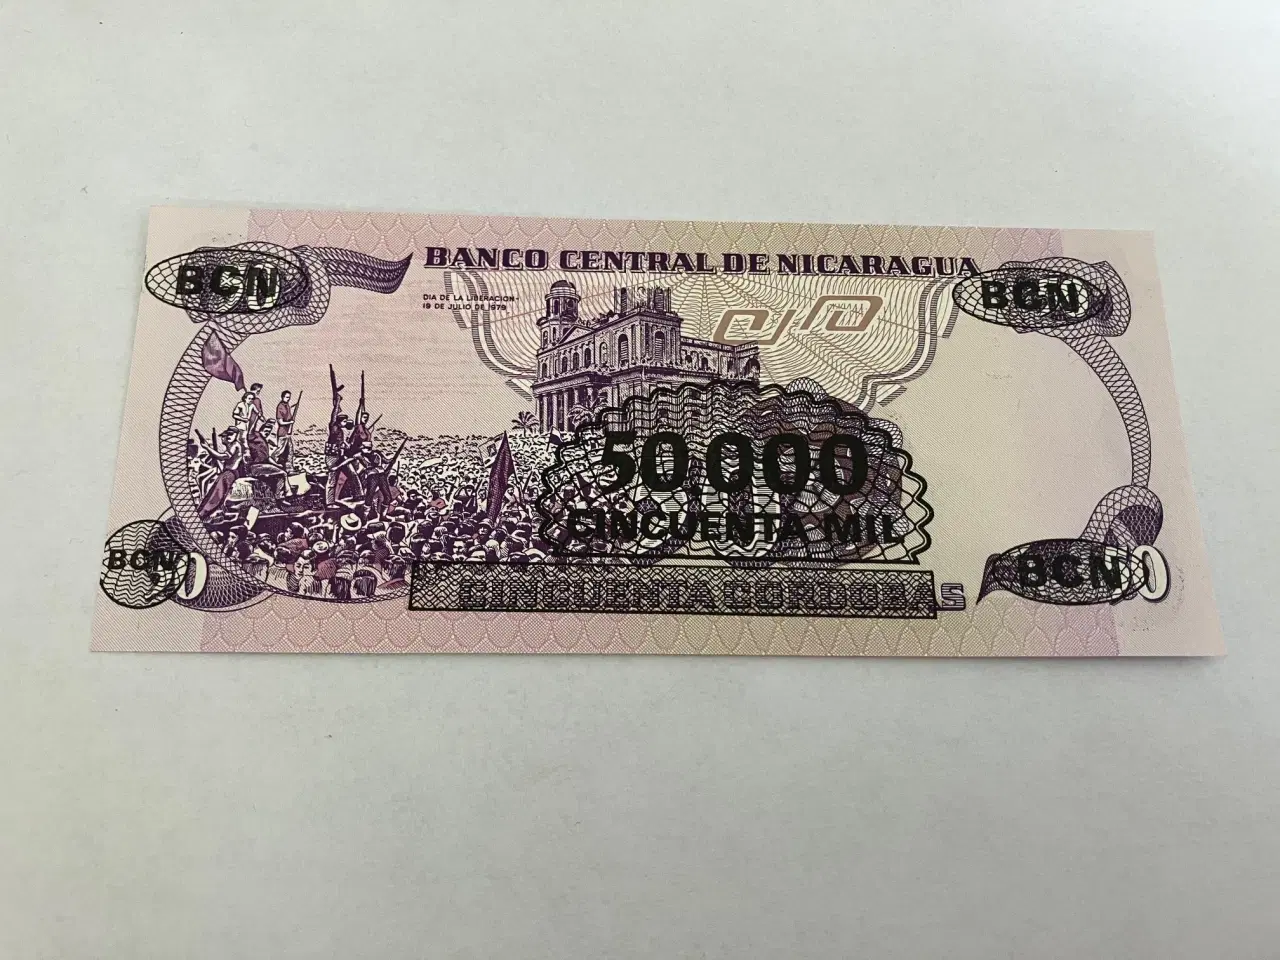 BANCO CENTRAL DE NICARAGUA
BCN
BCN
DIA DE LA LIBERACION-
19 DE JULIO DE 1979
50.000
CINCUENTA MIL
BCN
BCN
CINCUENTA CORDOBAS